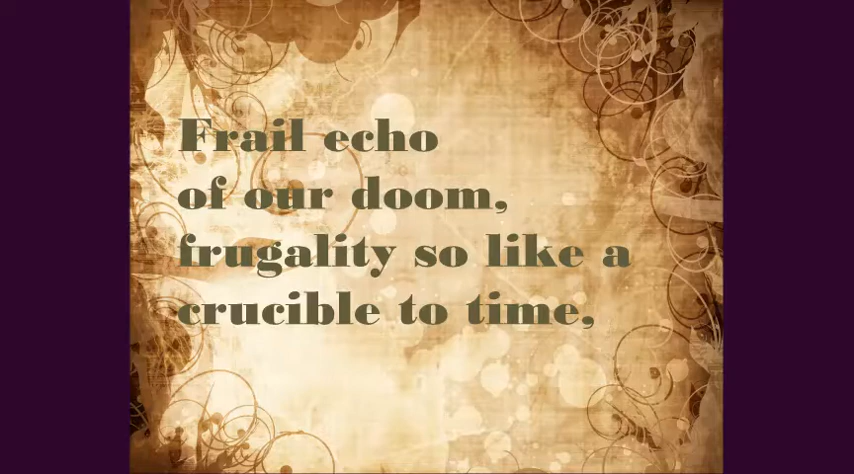 Frail echo
of our doom,
frugality so like a
crucible to time,